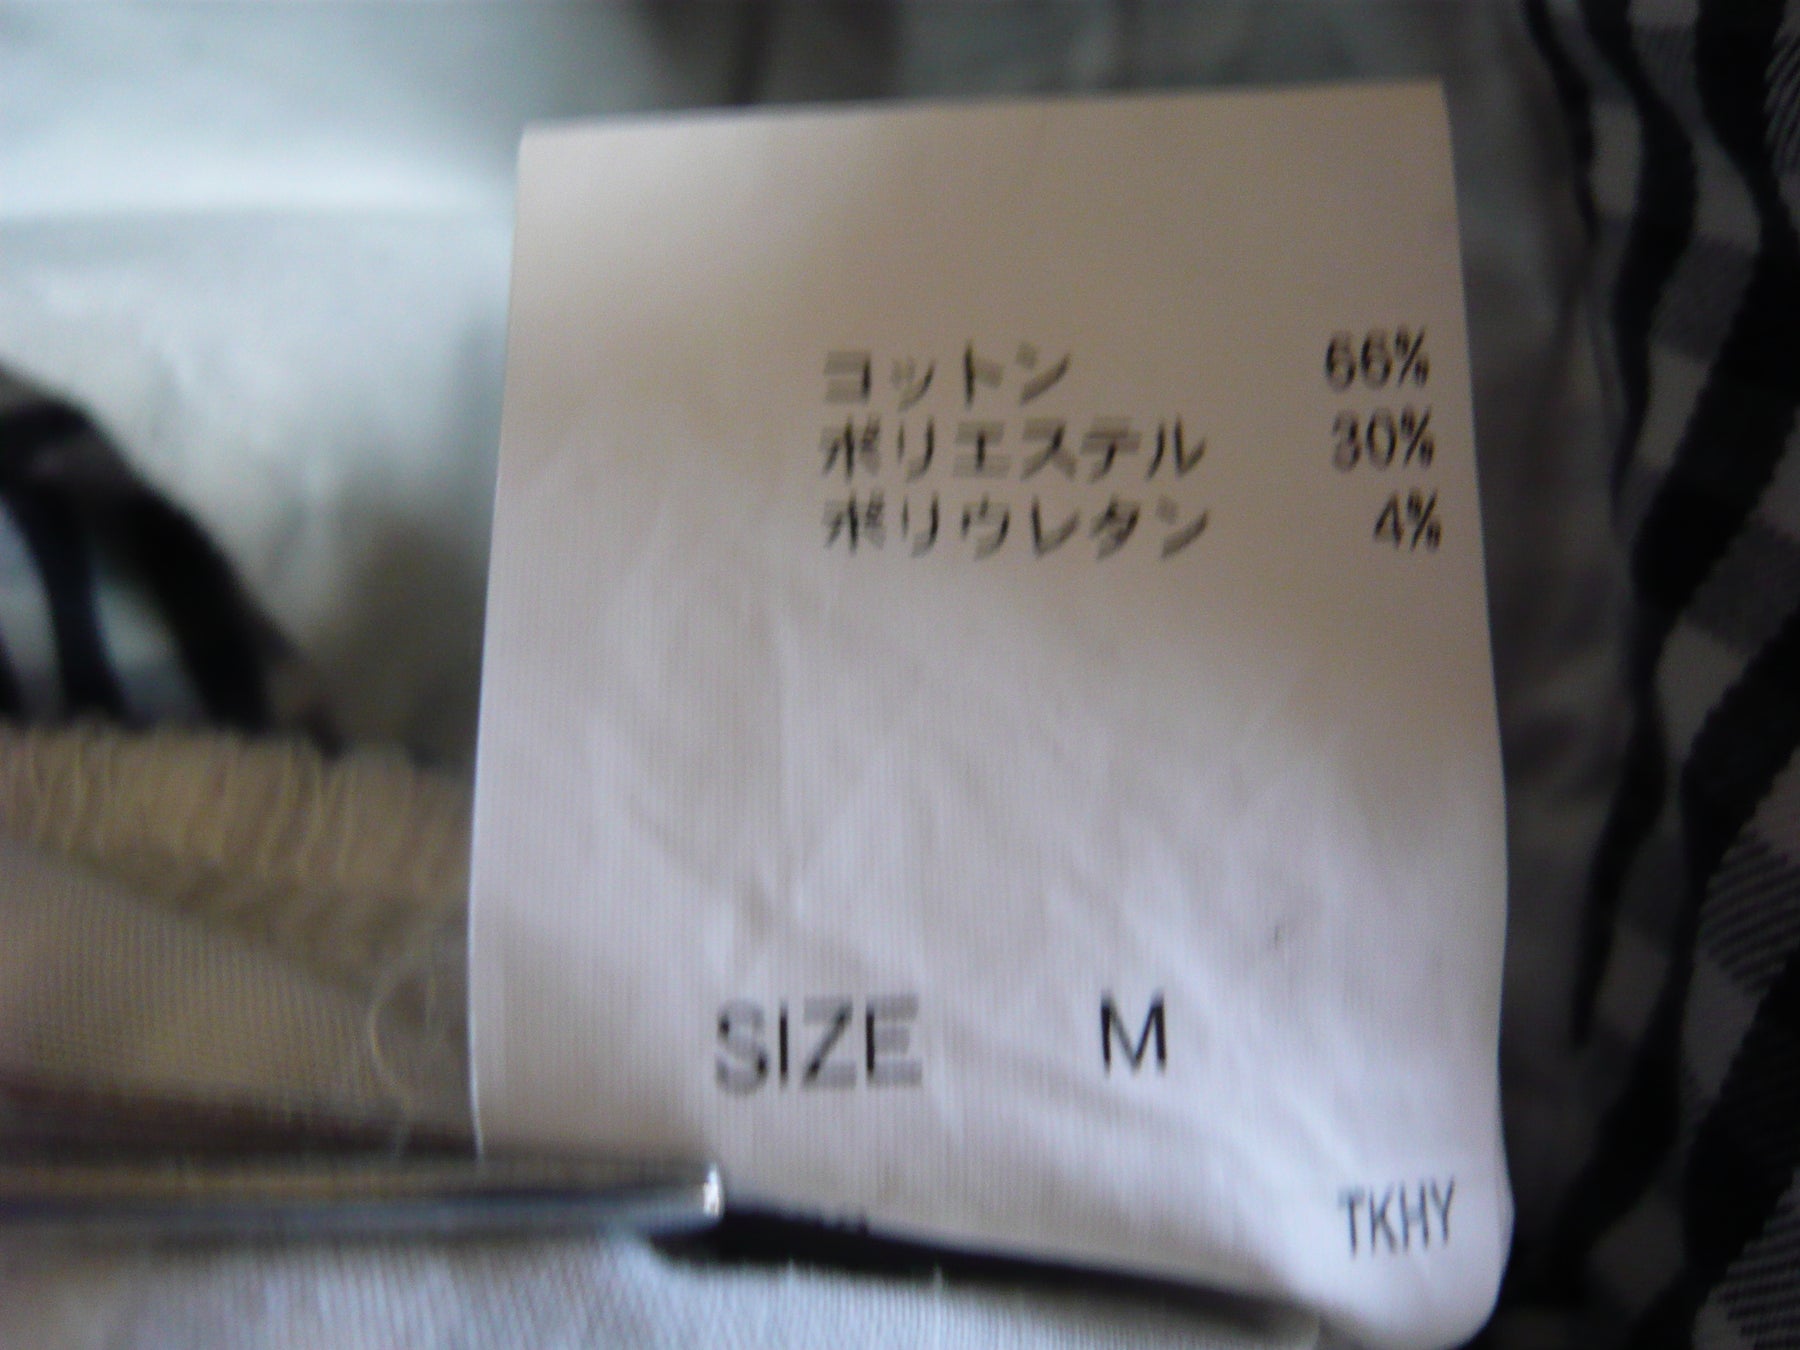 コットン 66%
ポリエステル 30%
ポリウレタン 4%
SIZE M
TKHY